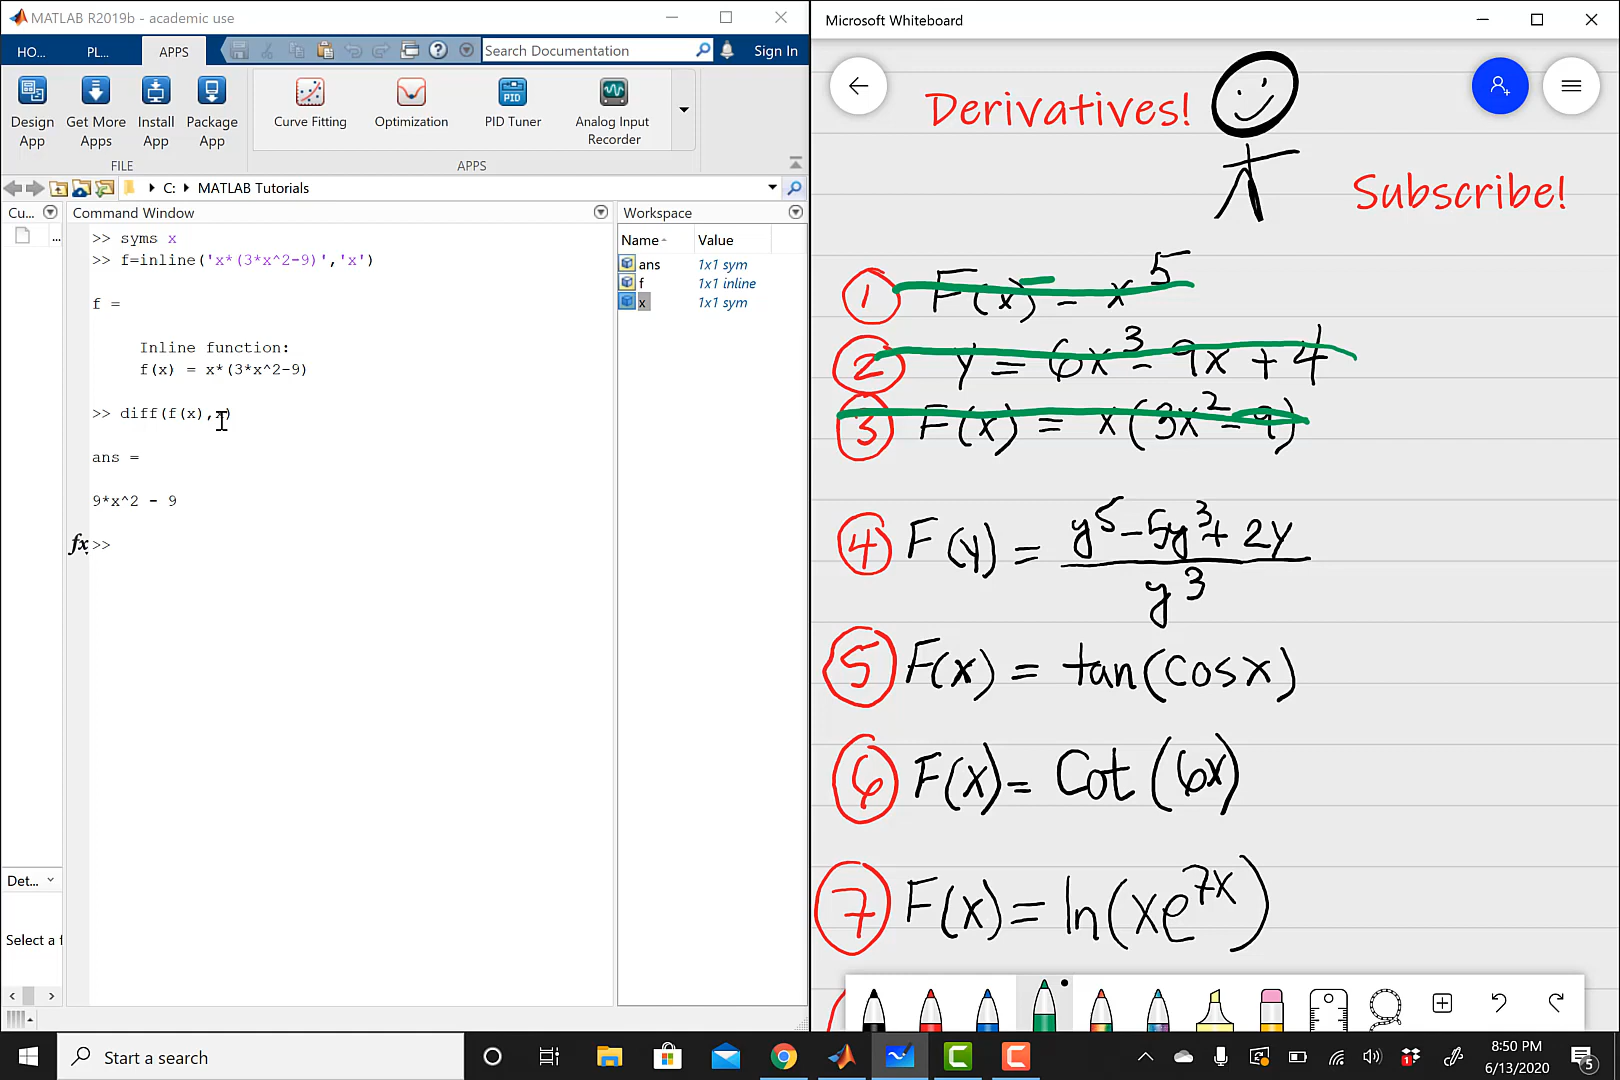 MATLAB R2019b - academic use
HO... PL... APPS Search Documentation Sign In
Design App Get More Apps Install App Package App Curve Fitting Optimization PID PID Tuner Analog Input Recorder
FILE APPS
C: MATLAB Tutorials
Cu... Command Window
...
>> syms x
>> f=inline('x*(3*x^2-9)','x')
f =
Inline function:
f(x) = x*(3*x^2-9)
>> diff(f(x),x)
ans =
9*x^2 - 9
fx >>
Det...
Select a f
Workspace
Name Value
ans 1x1 sym
f 1x1 inline
x 1x1 sym
Microsoft Whiteboard
Derivatives!
Subscribe!
1 F(x) = x^5
2 y = 6x^3 - 9x + 4
3 F(x) = x(3x^2 - 9)
4 F(y) = y^5 - 5y^3 + 2y
y^3
5 F(x) = tan(cosx)
6 F(x) = Cot (6x)
7 F(x) = ln(xe^7x)
Start a search
1
8:50 PM
6/13/2020
5